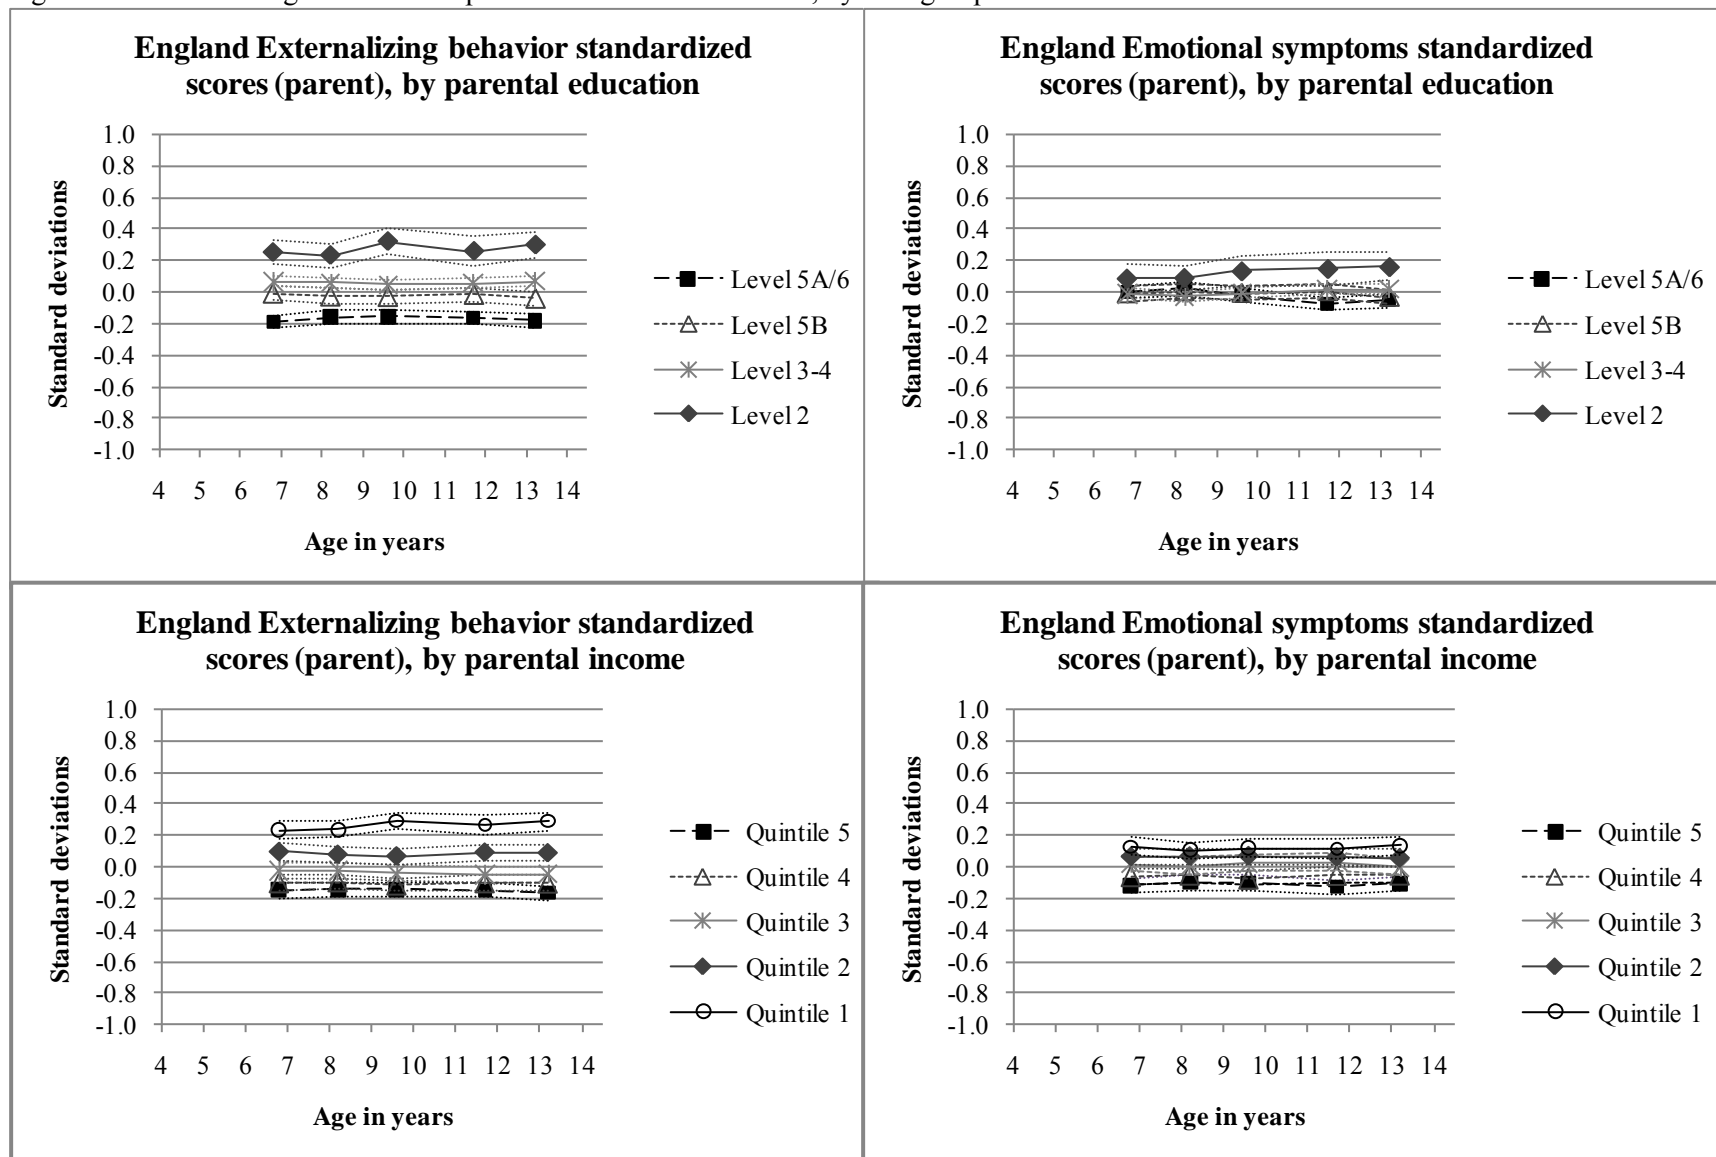 England Externalizing behavior standardized
scores (parent), by parental education
1.0
0.8
0.6
0.4
0.2
0.0
-0.2
-0.4
-0.6
-0.8
-1.0
Standard deviations
4 5 6 7 8 9 10 11 12 13 14
Age in years
Level 5A/6
Level 5B
Level 3-4
Level 2
England Emotional symptoms standardized
scores (parent), by parental education
1.0
0.8
0.6
0.4
0.2
0.0
-0.2
-0.4
-0.6
-0.8
-1.0
Standard deviations
4 5 6 7 8 9 10 11 12 13 14
Age in years
Level 5A/6
Level 5B
Level 3-4
Level 2
England Externalizing behavior standardized
scores (parent), by parental income
1.0
0.8
0.6
0.4
0.2
0.0
-0.2
-0.4
-0.6
-0.8
-1.0
Standard deviations
4 5 6 7 8 9 10 11 12 13 14
Age in years
Quintile 5
Quintile 4
Quintile 3
Quintile 2
Quintile 1
England Emotional symptoms standardized
scores (parent), by parental income
1.0
0.8
0.6
0.4
0.2
0.0
-0.2
-0.4
-0.6
-0.8
-1.0
Standard deviations
4 5 6 7 8 9 10 11 12 13 14
Age in years
Quintile 5
Quintile 4
Quintile 3
Quintile 2
Quintile 1